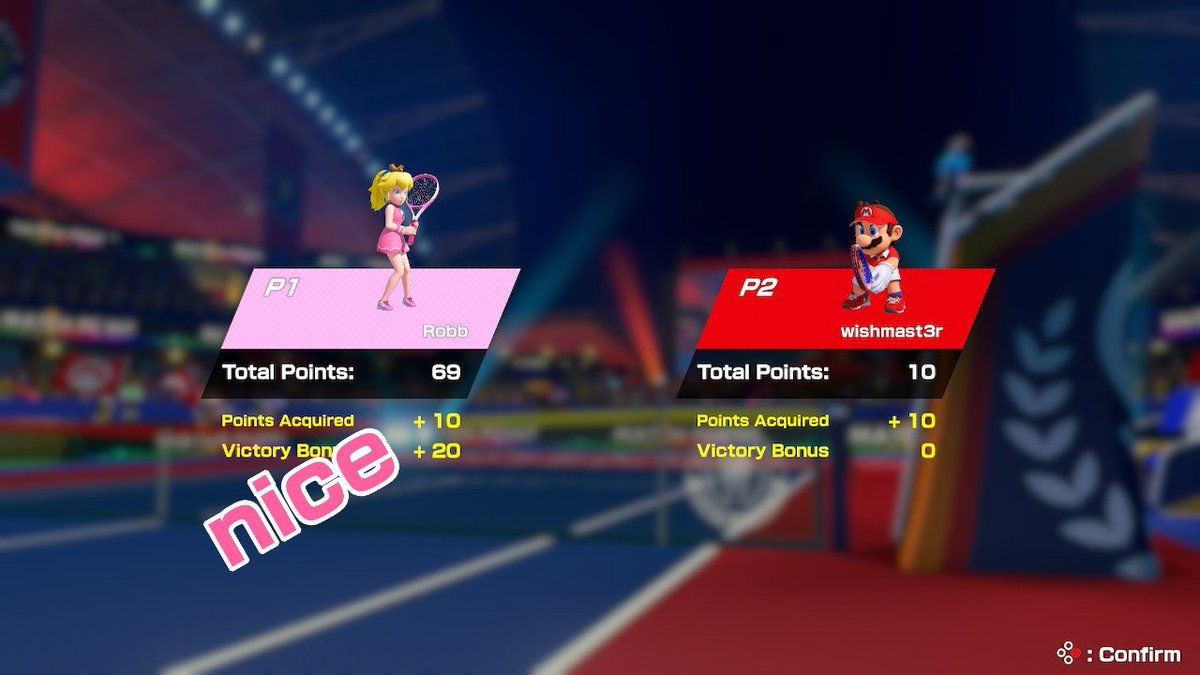 P1
Robb
Total Points: 69
Points Acquired + 10
Victory Bon + 20
nice
P2
wishmast3r
Total Points: 10
Points Acquired + 10
Victory Bonus 0
: Confirm